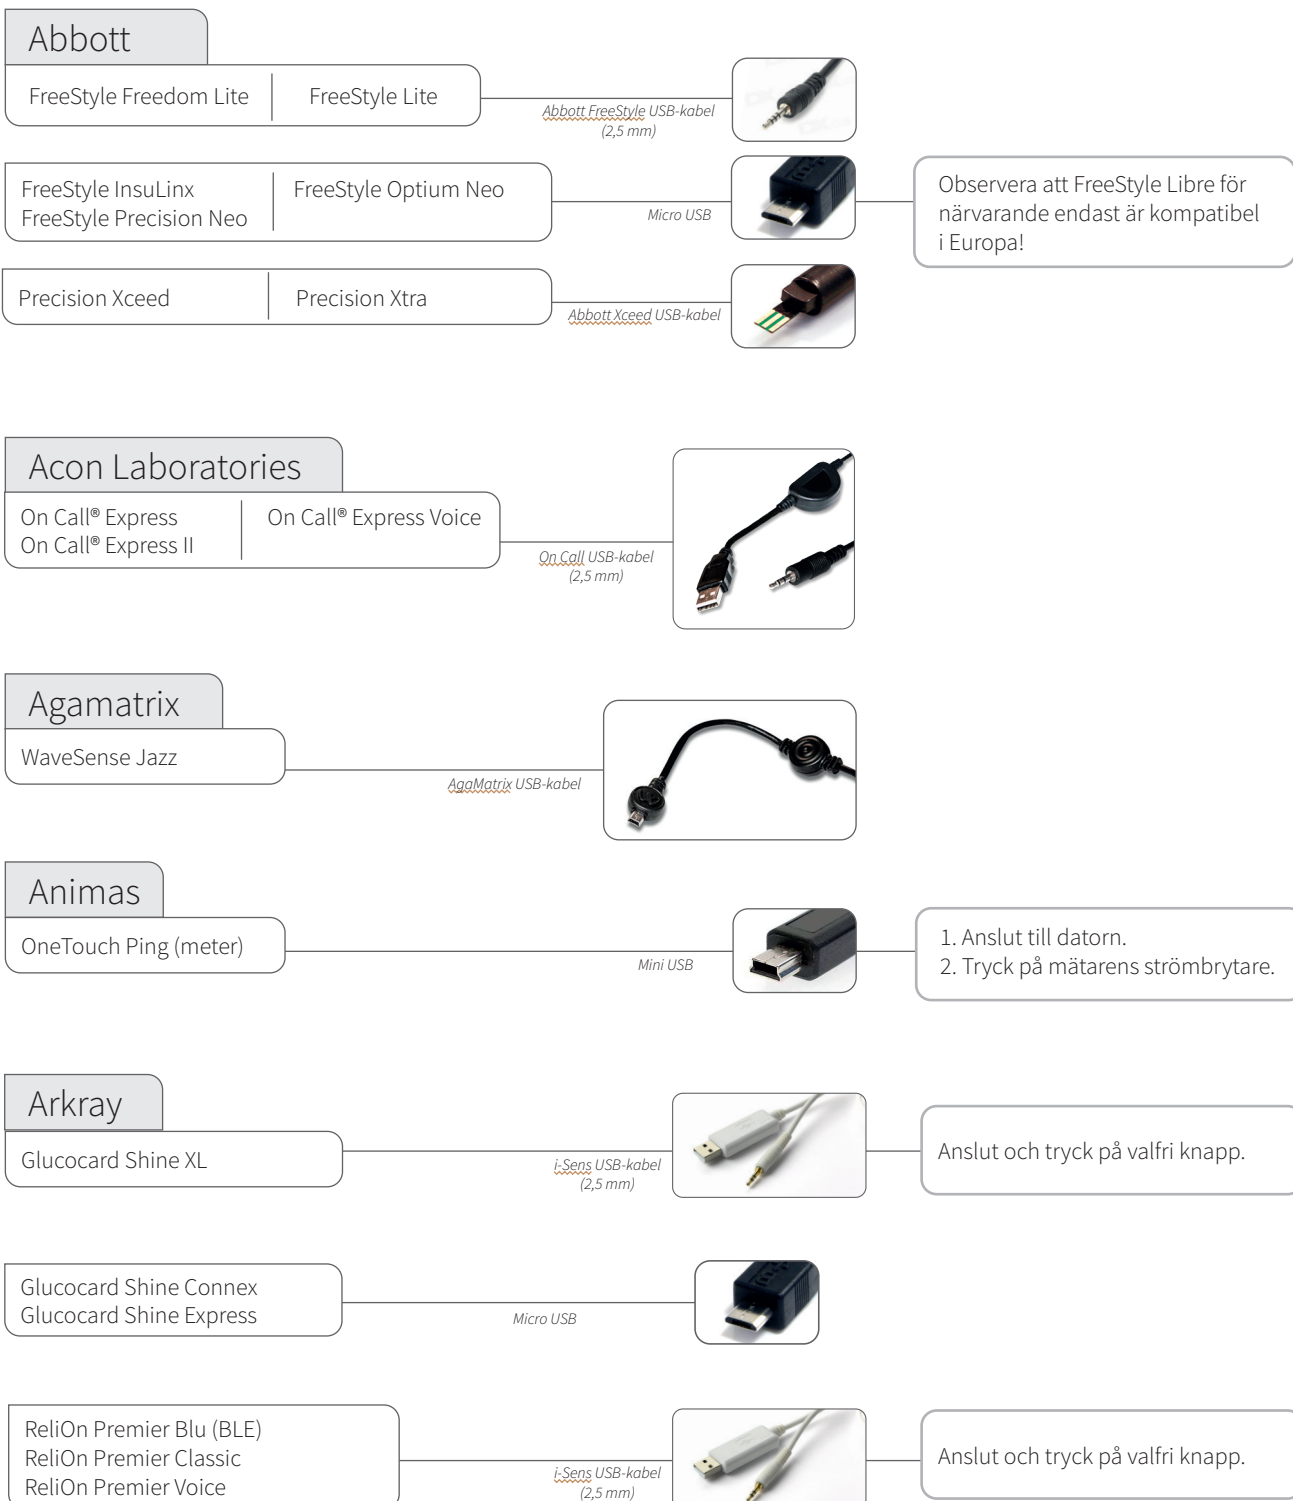 Abbott
FreeStyle Freedom Lite
FreeStyle Lite
Abbott FreeStyle USB-kabel
(2,5 mm)
FreeStyle InsuLinx
FreeStyle Precision Neo
FreeStyle Optium Neo
Micro USB
Observera att FreeStyle Libre för
närvarande endast är kompatibel
i Europa!
Precision Xceed
Precision Xtra
Abbott Xceed USB-kabel
Acon Laboratories
On Call® Express
On Call® Express II
On Call® Express Voice
On Call USB-kabel
(2,5 mm)
Agamatrix
WaveSense Jazz
AgaMatrix USB-kabel
Animas
OneTouch Ping (meter)
Mini USB
1. Anslut till datorn.
2. Tryck på mätarens strömbrytare.
Arkray
Glucocard Shine XL
i-Sens USB-kabel
(2,5 mm)
Anslut och tryck på valfri knapp.
Glucocard Shine Connex
Glucocard Shine Express
Micro USB
ReliOn Premier Blu (BLE)
ReliOn Premier Classic
ReliOn Premier Voice
i-Sens USB-kabel
(2,5 mm)
Anslut och tryck på valfri knapp.